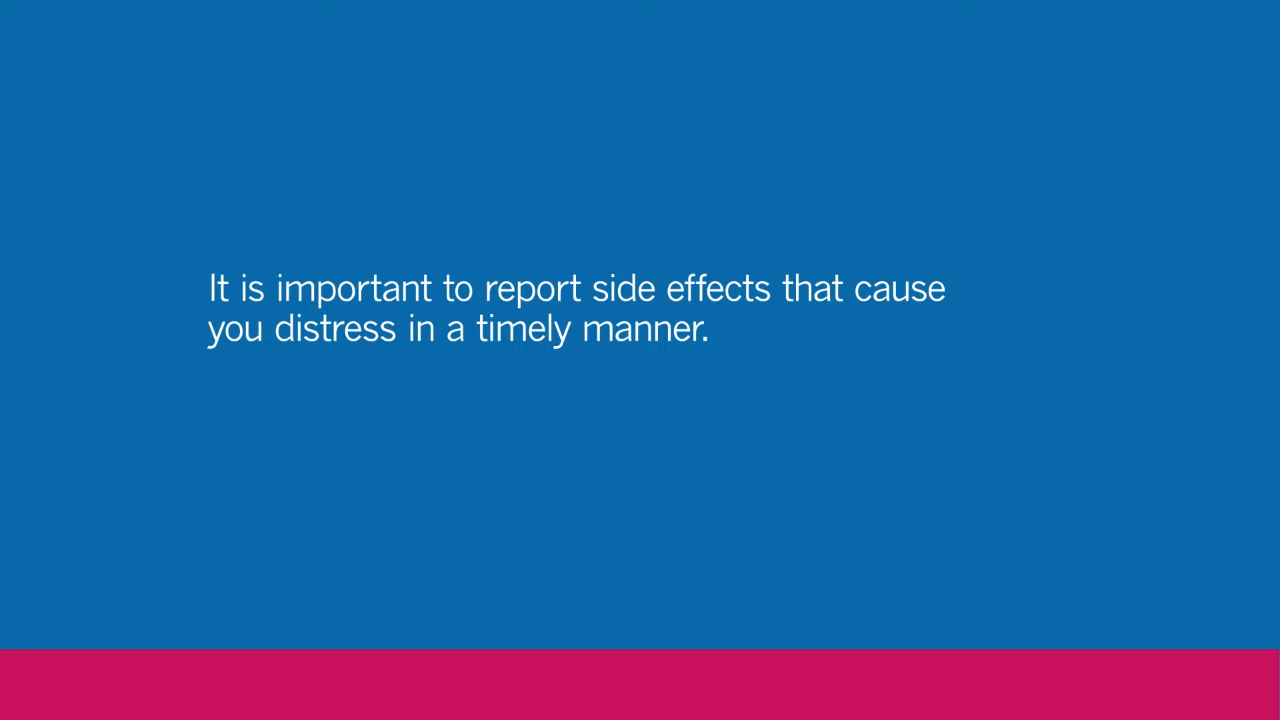 It is important to report side effects that cause
you distress in a timely manner.